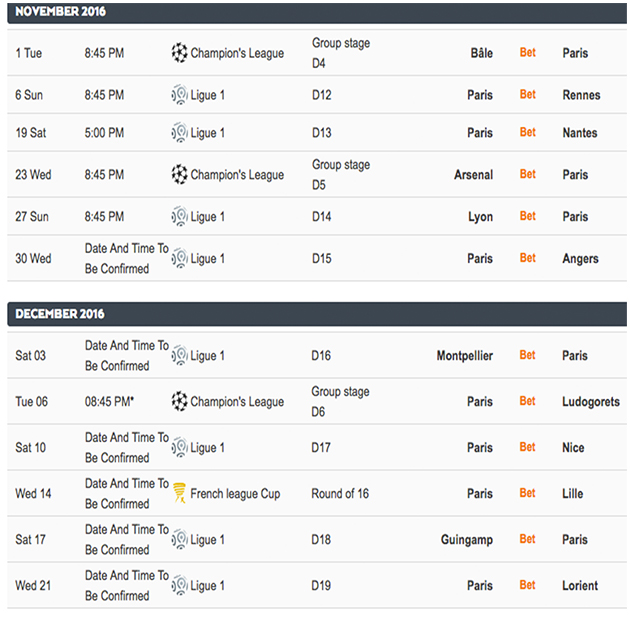 NOVEMBER 2016
1 Tue 8:45 PM Champion's League Group stage D4 Bâle Bet Paris
6 Sun 8:45 PM Ligue 1 D12 Paris Bet Rennes
19 Sat 5:00 PM Ligue 1 D13 Paris Bet Nantes
23 Wed 8:45 PM Champion's League Group stage D5 Arsenal Bet Paris
27 Sun 8:45 PM Ligue 1 D14 Lyon Bet Paris
30 Wed Date And Time To Be Confirmed Ligue 1 D15 Paris Bet Angers
DECEMBER 2016
Sat 03 Date And Time To Be Confirmed Ligue 1 D16 Montpellier Bet Paris
Tue 06 08:45 PM* Champion's League Group stage D6 Paris Bet Ludogorets
Sat 10 Date And Time To Be Confirmed Ligue 1 D17 Paris Bet Nice
Wed 14 Date And Time To Be Confirmed French league Cup Round of 16 Paris Bet Lille
Sat 17 Date And Time To Be Confirmed Ligue 1 D18 Guingamp Bet Paris
Wed 21 Date And Time To Be Confirmed Ligue 1 D19 Paris Bet Lorient